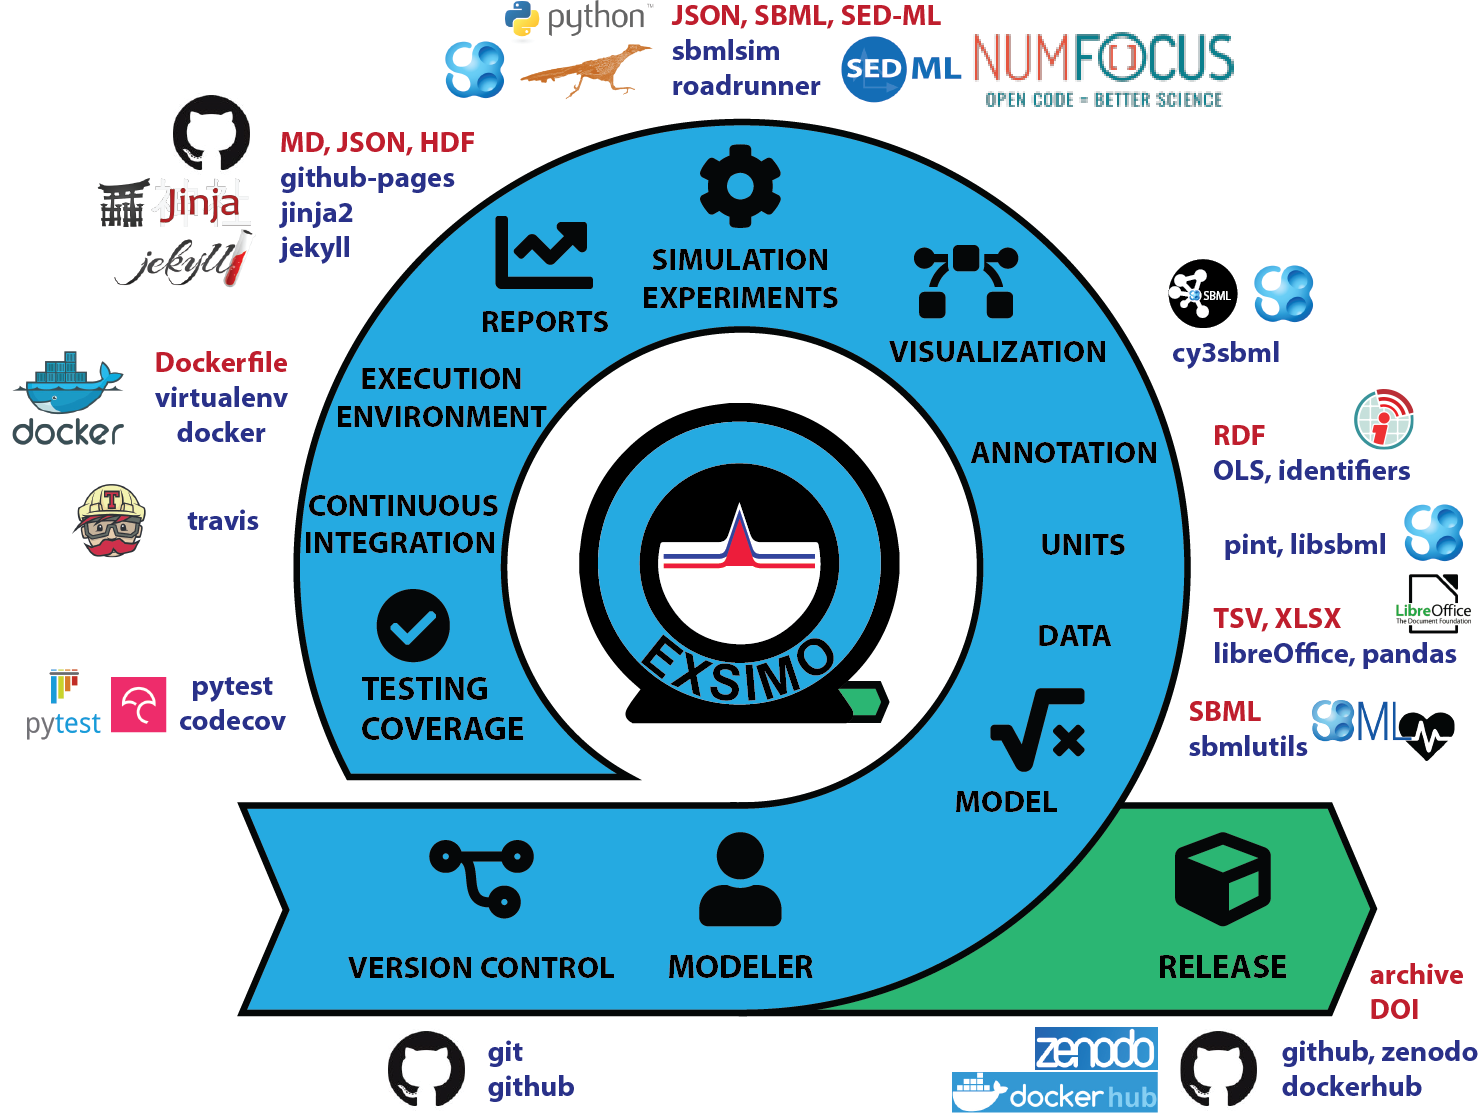 python™
JSON, SBML, SED-ML
sbmlsim
roadrunner
SED ML
NUMFOCUS
OPEN CODE = BETTER SCIENCE
MD, JSON, HDF
github-pages
jinja2
jekyll
Jinja
jekyll
SIMULATION
EXPERIMENTS
REPORTS
VISUALIZATION
SBML
cy3sbml
Dockerfile
virtualenv
docker
docker
EXECUTION
ENVIRONMENT
ANNOTATION
RDF
OLS, identifiers
T
travis
CONTINUOUS
INTEGRATION
UNITS
pint, libsbml
DATA
TSV, XLSX
libreOffice, pandas
LibreOffice
The Document Foundation
EXSIMO
pytest
pytest
codecov
TESTING
COVERAGE
MODEL
SBML
sbmlutils
ML
VERSION CONTROL
MODELER
RELEASE
archive
DOI
git
github
zenodo
docker hub
github, zenodo
dockerhub